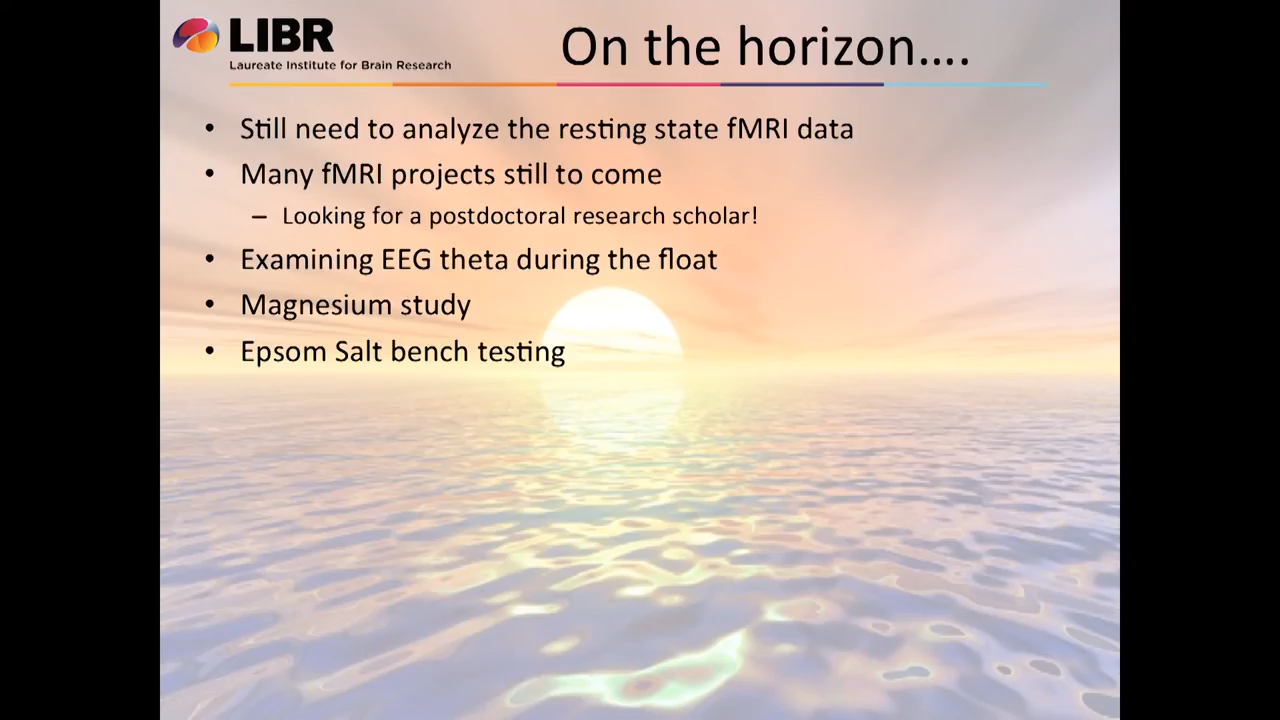 LIBR
Laureate Institute for Brain Research
On the horizon....
• Still need to analyze the resting state fMRI data
• Many fMRI projects still to come
– Looking for a postdoctoral research scholar!
• Examining EEG theta during the float
• Magnesium study
• Epsom Salt bench testing